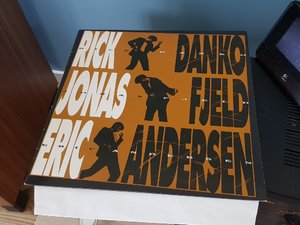 RICK DANKO
JONAS FJELD
ERIC ANDERSEN